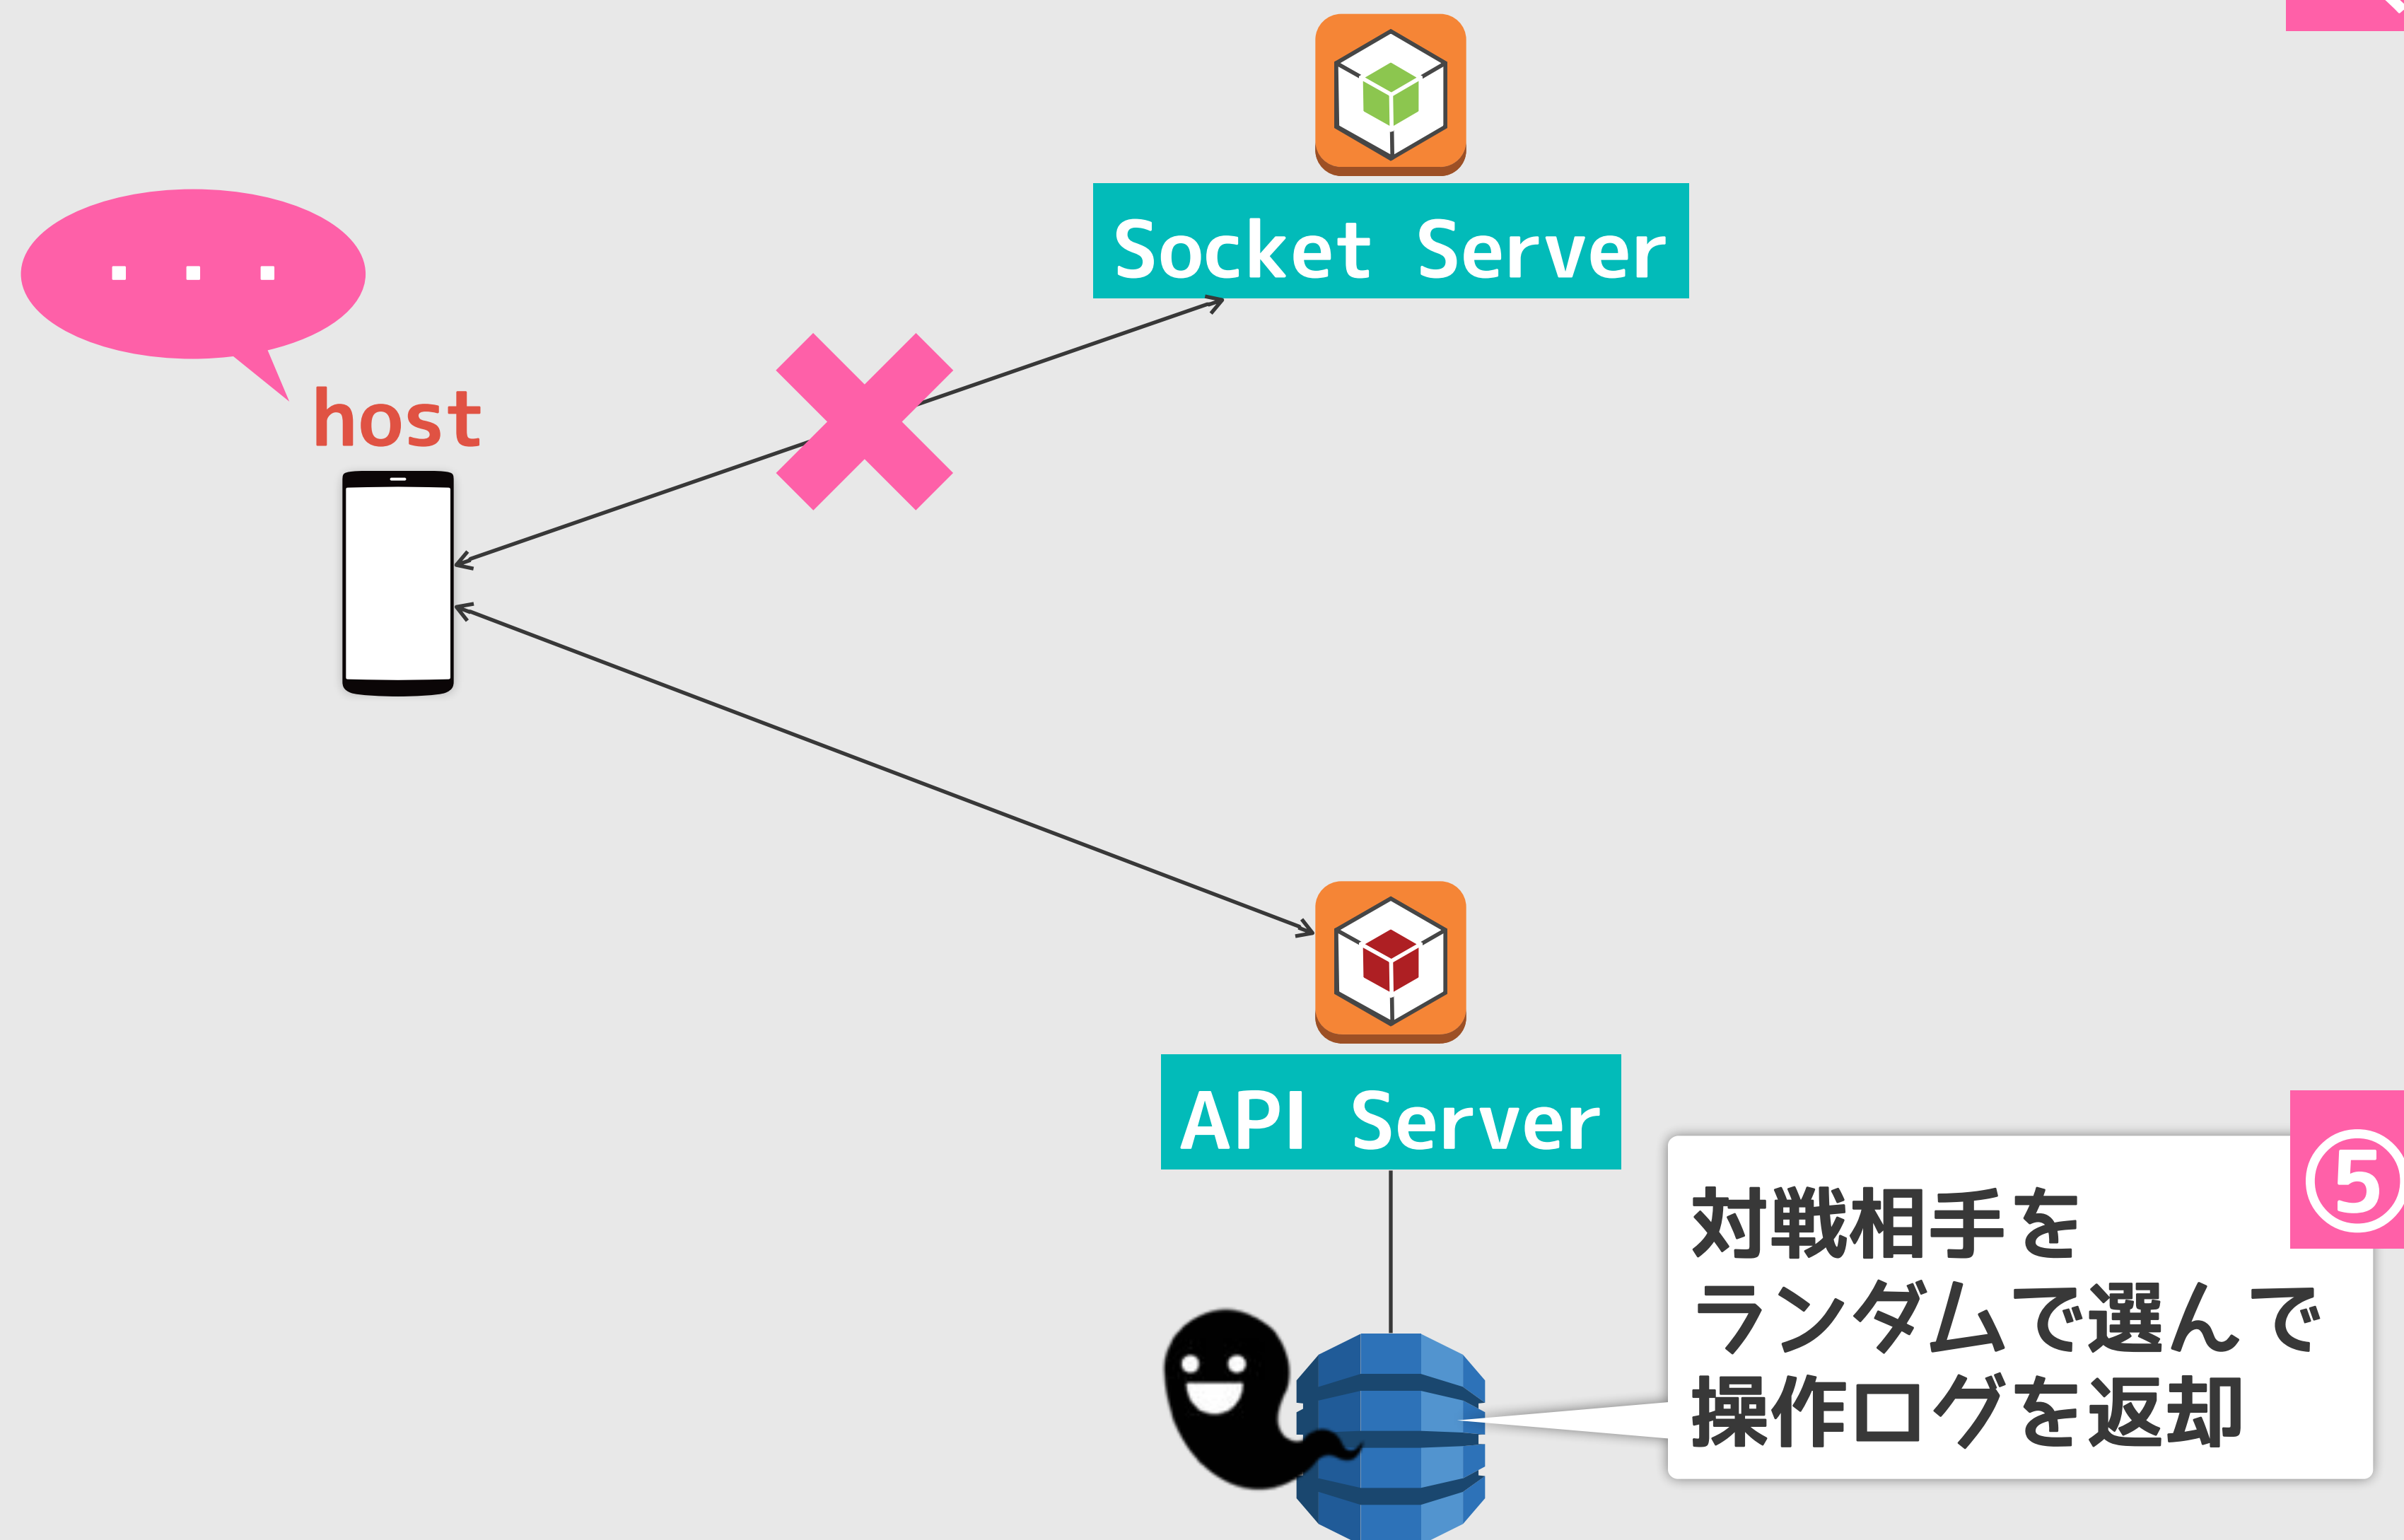 Socket Server
...
host
API Server
⑤
対戦相手を
ランダムで選んで
操作ログを返却